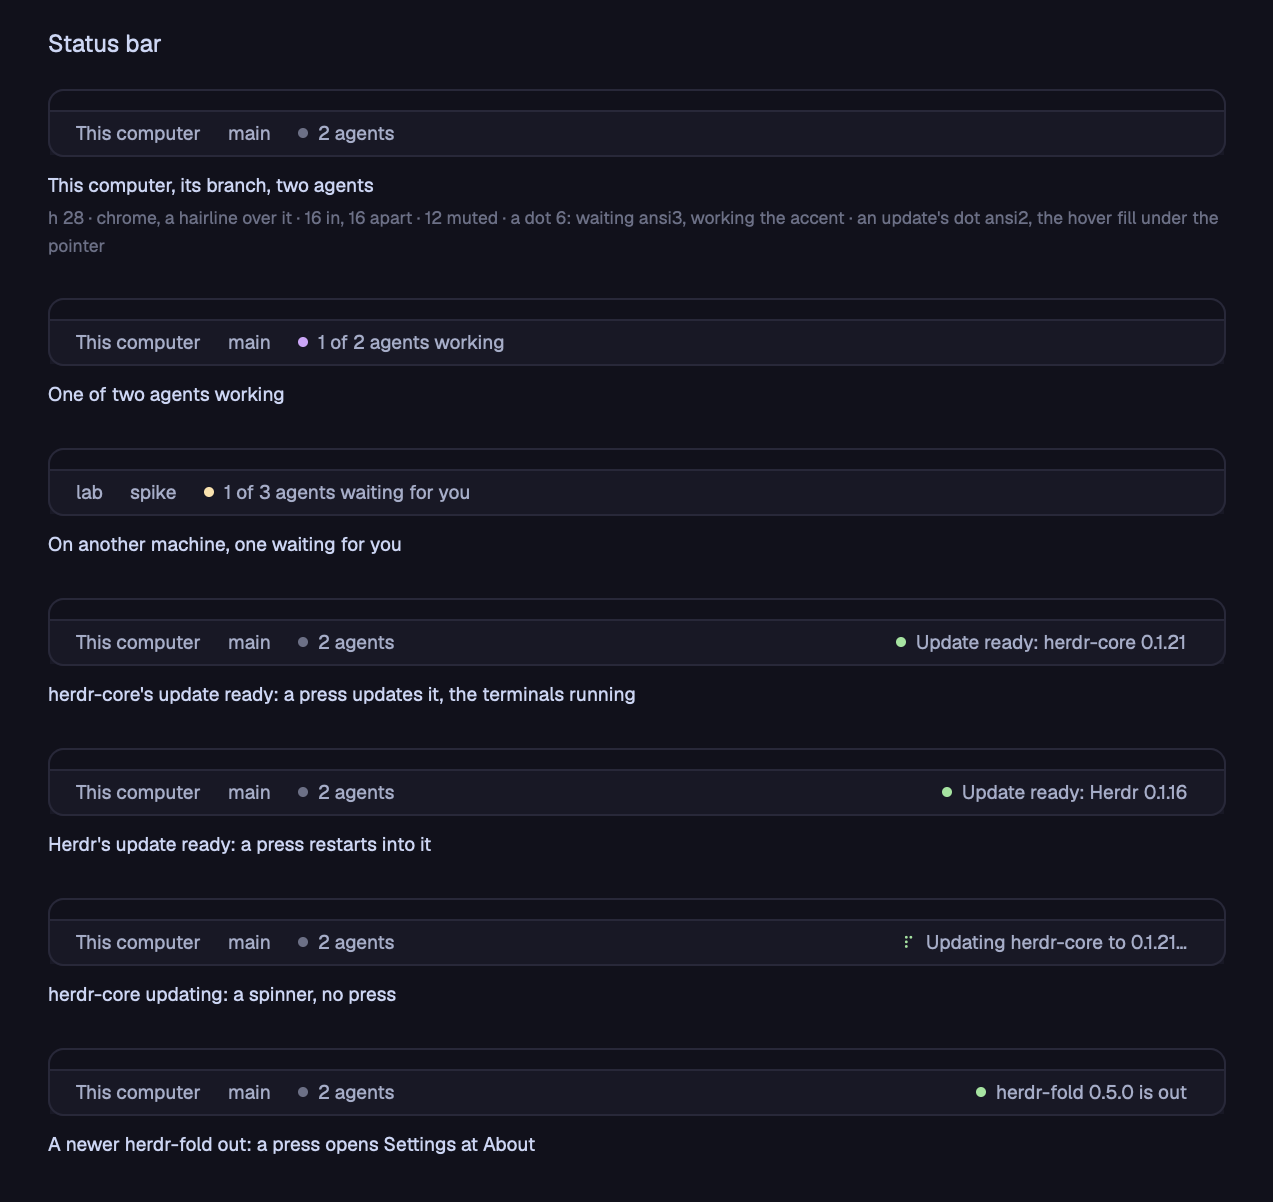 Status bar
This computer main 2 agents
This computer, its branch, two agents
h 28 · chrome, a hairline over it · 16 in, 16 apart · 12 muted · a dot 6: waiting ansi3, working the accent · an update's dot ansi2, the hover fill under the
pointer
This computer main 1 of 2 agents working
One of two agents working
lab spike 1 of 3 agents waiting for you
On another machine, one waiting for you
This computer main 2 agents Update ready: herdr-core 0.1.21
herdr-core's update ready: a press updates it, the terminals running
This computer main 2 agents Update ready: Herdr 0.1.16
Herdr's update ready: a press restarts into it
This computer main 2 agents Updating herdr-core to 0.1.21…
herdr-core updating: a spinner, no press
This computer main 2 agents herdr-fold 0.5.0 is out
A newer herdr-fold out: a press opens Settings at About